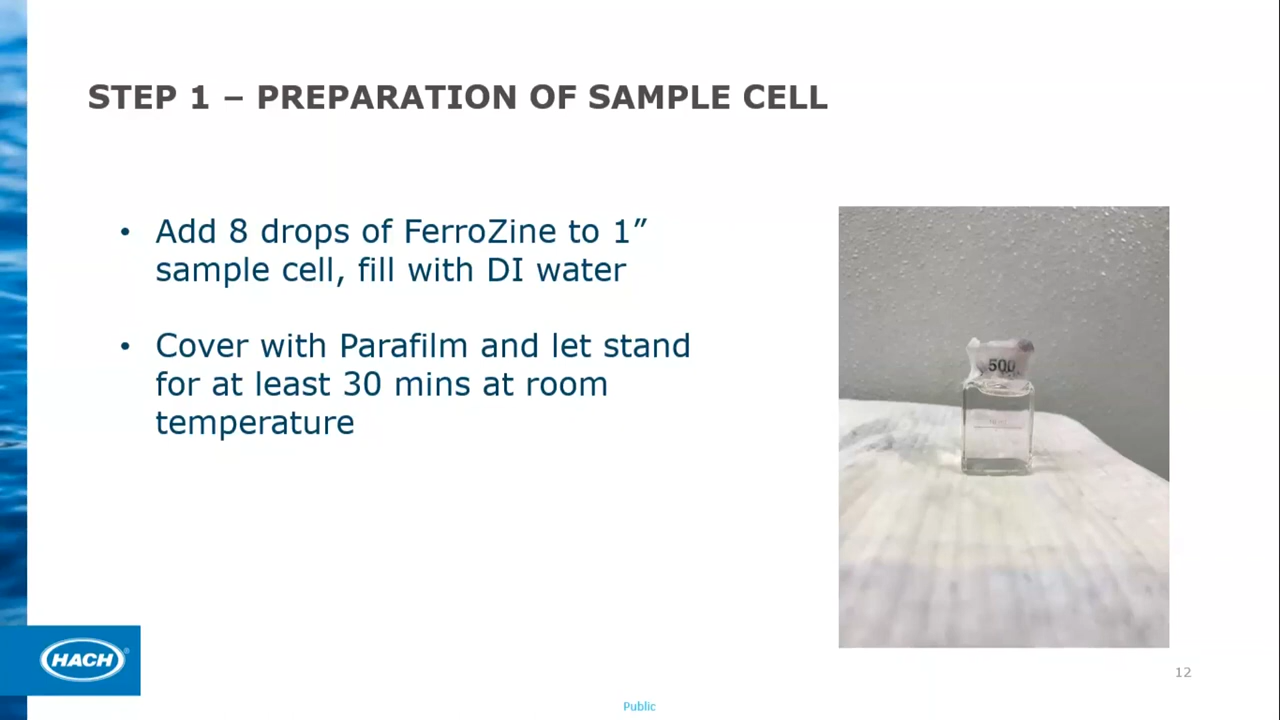 STEP 1 – PREPARATION OF SAMPLE CELL
• Add 8 drops of FerroZine to 1”
sample cell, fill with DI water
• Cover with Parafilm and let stand
for at least 30 mins at room
temperature
500
HACH®
12
Public